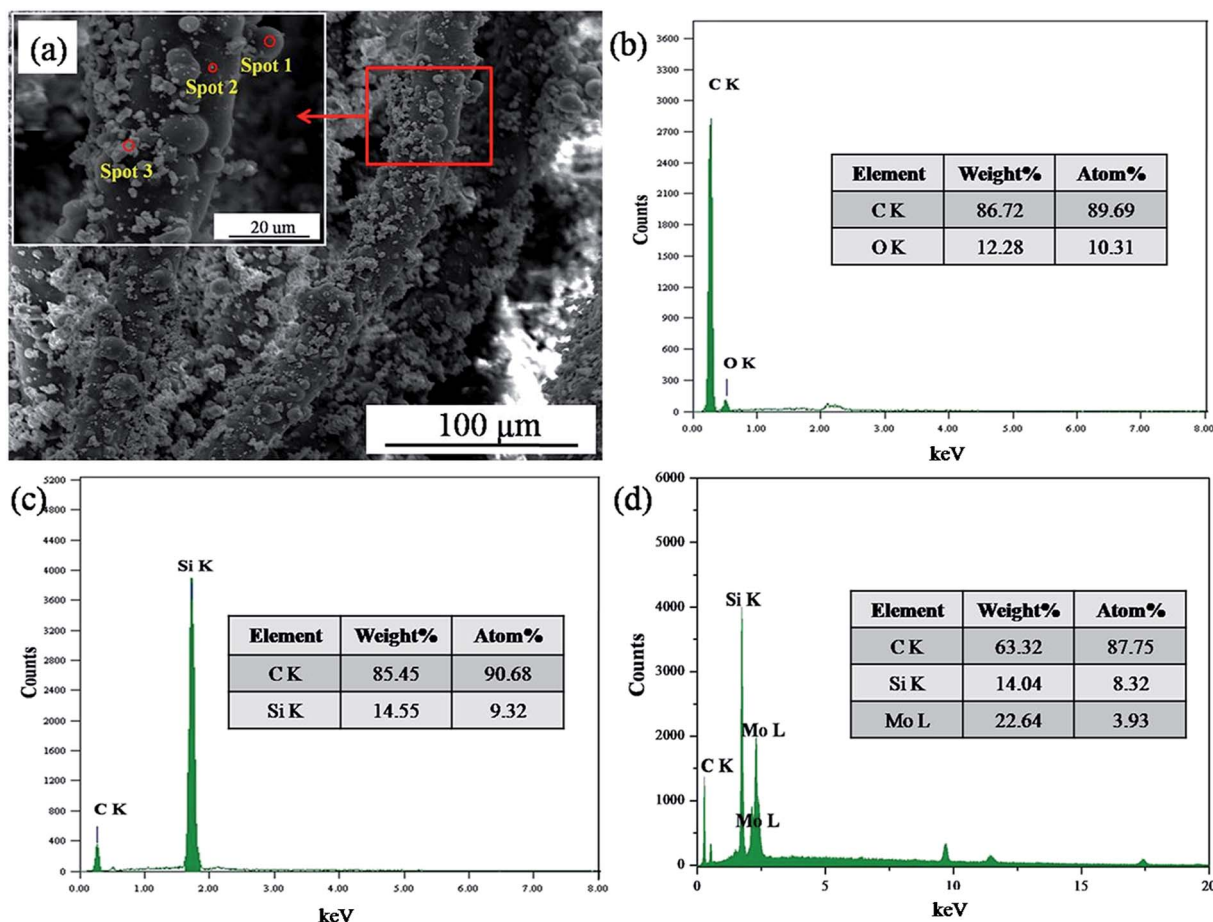 (a)
Spot 1
Spot 2
Spot 3
20 um
100 μm
(b)
3600
3300
3000
2700
2400
2100
1800
1500
1200
900
600
300
0
Counts
C K
O K
Element Weight% Atom%
C K 86.72 89.69
O K 12.28 10.31
0.00 1.00 2.00 3.00 4.00 5.00 6.00 7.00 8.00
keV
(c)
5200
4800
4400
4000
3600
3200
2800
2400
2000
1600
1200
800
400
0
Counts
Si K
C K
Element Weight% Atom%
C K 85.45 90.68
Si K 14.55 9.32
0.00 1.00 2.00 3.00 4.00 5.00 6.00 7.00 8.00
keV
(d)
6000
5000
4000
3000
2000
1000
0
Counts
Si K
Mo L
C K
Mo L
Element Weight% Atom%
C K 63.32 87.75
Si K 14.04 8.32
Mo L 22.64 3.93
0 5 10 15 20
keV